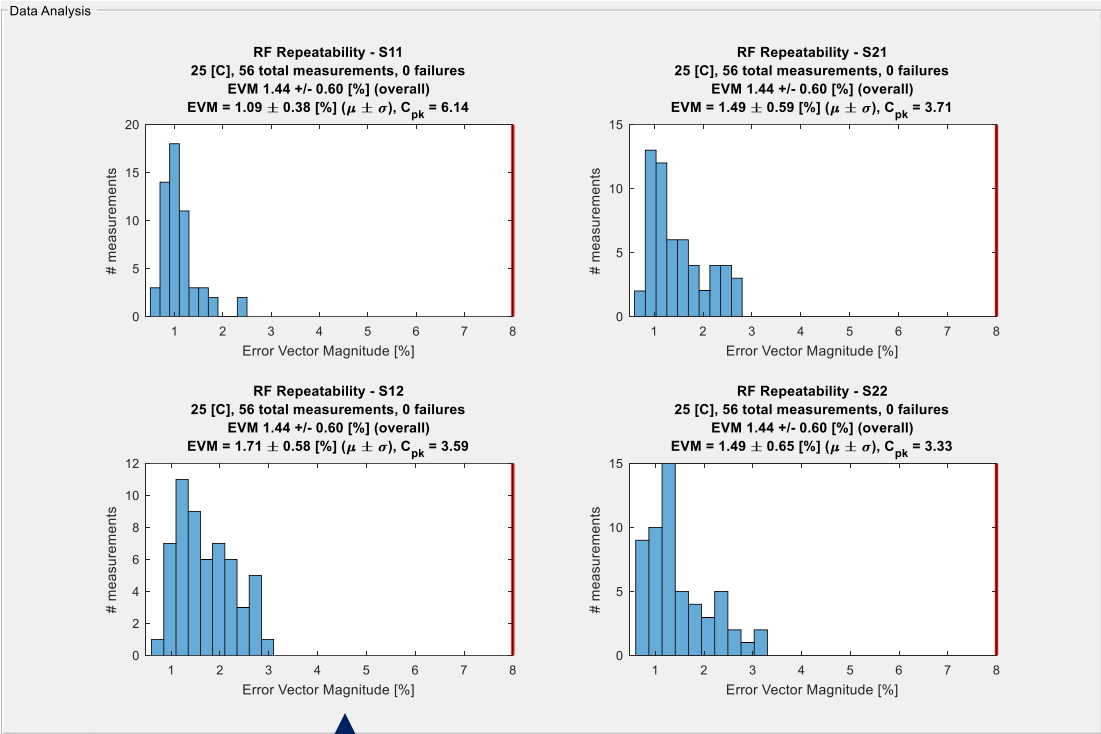 Data Analysis
RF Repeatability - S11
25 [C], 56 total measurements, 0 failures
EVM 1.44 +/- 0.60 [%] (overall)
EVM = 1.09 ± 0.38 [%] (μ ± σ), Cpk = 6.14
20
15
10
5
0
# measurements
1 2 3 4 5 6 7 8
Error Vector Magnitude [%]
RF Repeatability - S21
25 [C], 56 total measurements, 0 failures
EVM 1.44 +/- 0.60 [%] (overall)
EVM = 1.49 ± 0.59 [%] (μ ± σ), Cpk = 3.71
15
10
5
0
# measurements
1 2 3 4 5 6 7 8
Error Vector Magnitude [%]
RF Repeatability - S12
25 [C], 56 total measurements, 0 failures
EVM 1.44 +/- 0.60 [%] (overall)
EVM = 1.71 ± 0.58 [%] (μ ± σ), Cpk = 3.59
12
10
8
6
4
2
0
# measurements
1 2 3 4 5 6 7 8
Error Vector Magnitude [%]
RF Repeatability - S22
25 [C], 56 total measurements, 0 failures
EVM 1.44 +/- 0.60 [%] (overall)
EVM = 1.49 ± 0.65 [%] (μ ± σ), Cpk = 3.33
15
10
5
0
# measurements
1 2 3 4 5 6 7 8
Error Vector Magnitude [%]